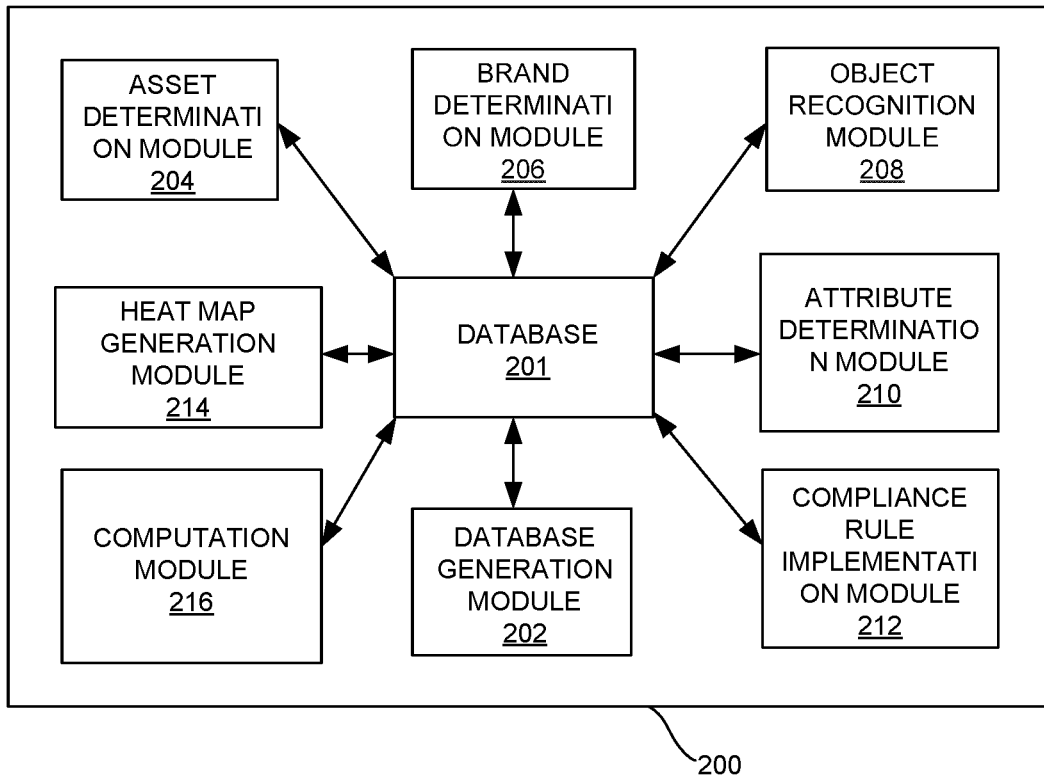 ASSET
DETERMINATI
ON MODULE
204
BRAND
DETERMINATI
ON MODULE
206
OBJECT
RECOGNITION
MODULE
208
HEAT MAP
GENERATION
MODULE
214
DATABASE
201
ATTRIBUTE
DETERMINATIO
N MODULE
210
COMPUTATION
MODULE
216
DATABASE
GENERATION
MODULE
202
COMPLIANCE
RULE
IMPLEMENTATI
ON MODULE
212
200